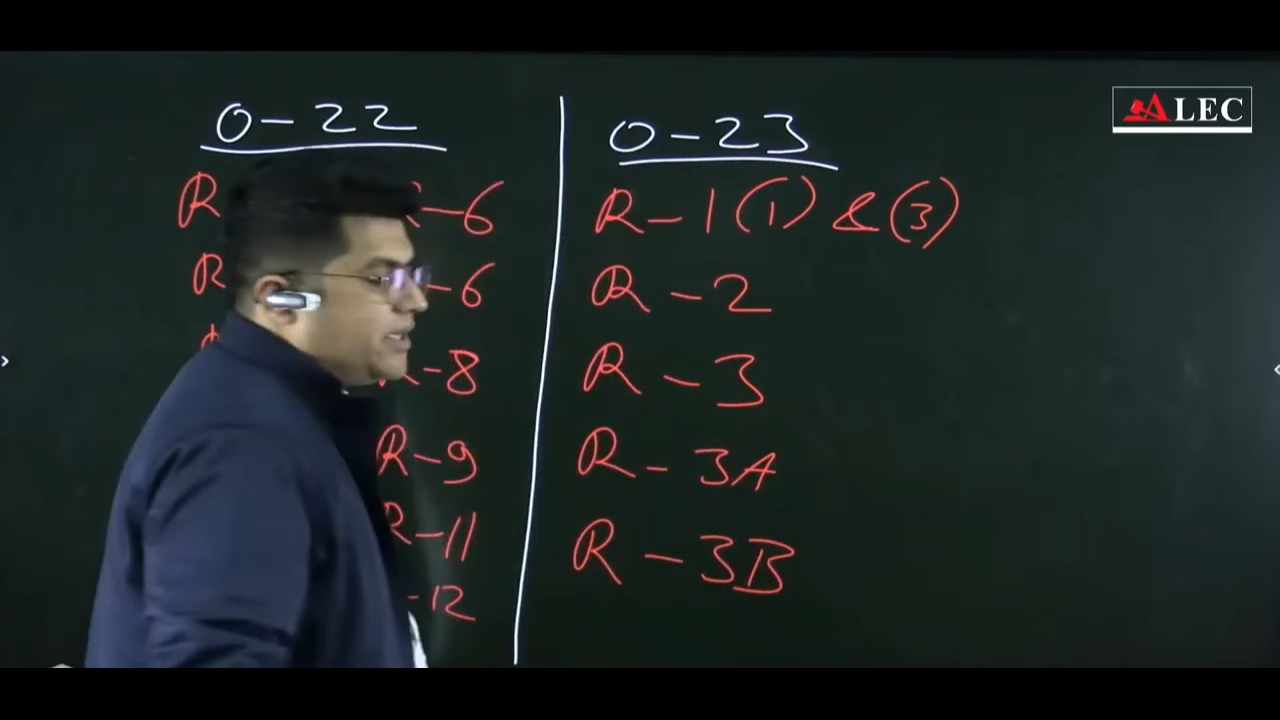 ALEC
O-22
R R-6
R -6
R-8
R-9
R-11
-12
O-23
R-1(1) & (3)
R-2
R-3
R-3A
R-3B